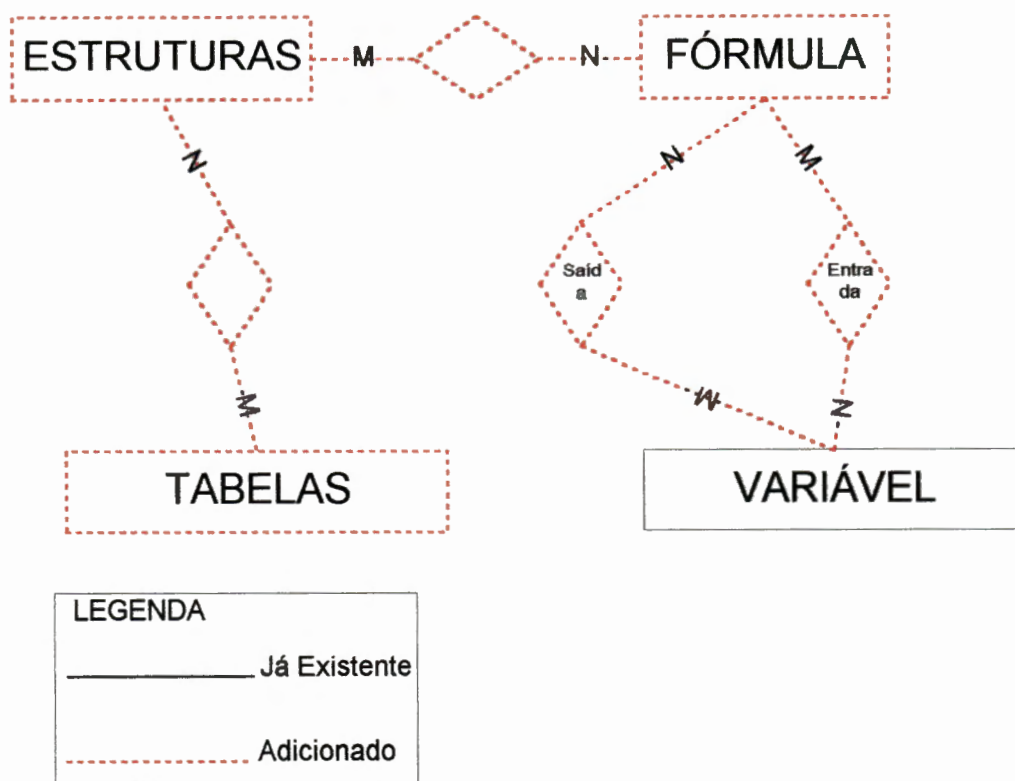 ESTRUTURAS M N FÓRMULA
N N M
Saíd
a
Entra
da
M M N
TABELAS VARIÁVEL
LEGENDA
Já Existente
Adicionado